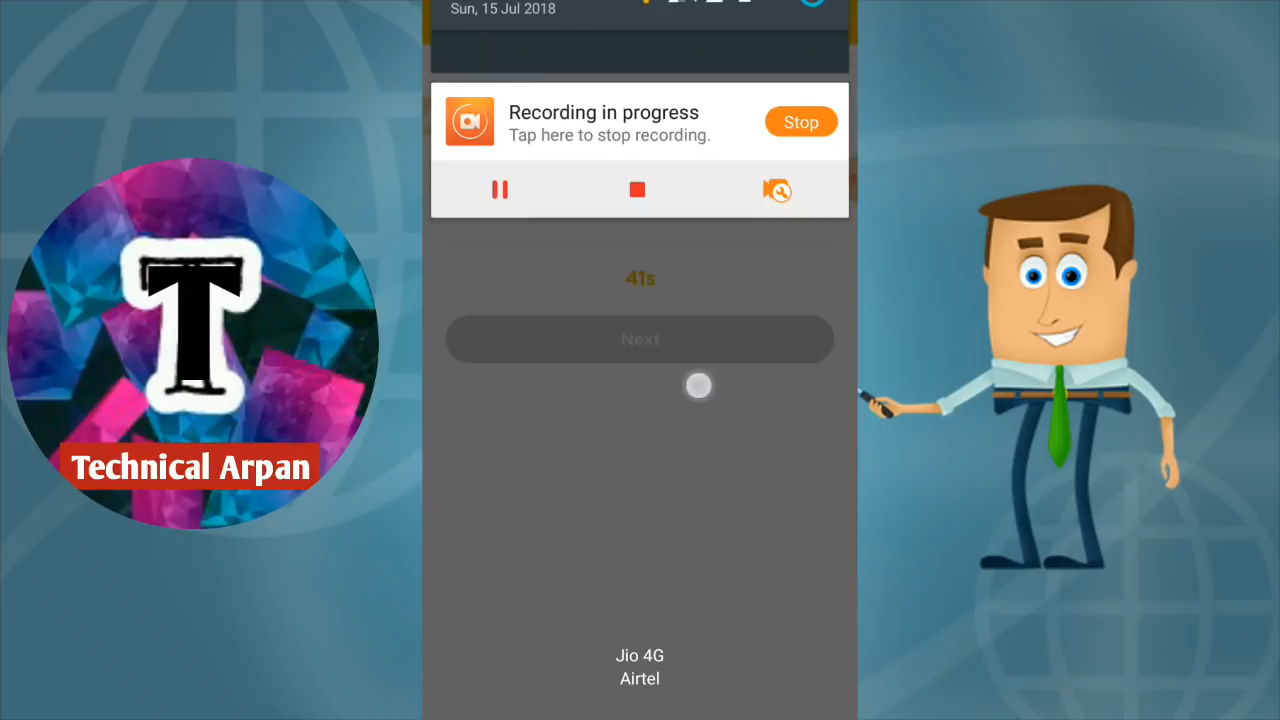 Sun, 15 Jul 2018
Recording in progress
Tap here to stop recording.
Stop
41s
Next
T
Technical Arpan
Jio 4G
Airtel